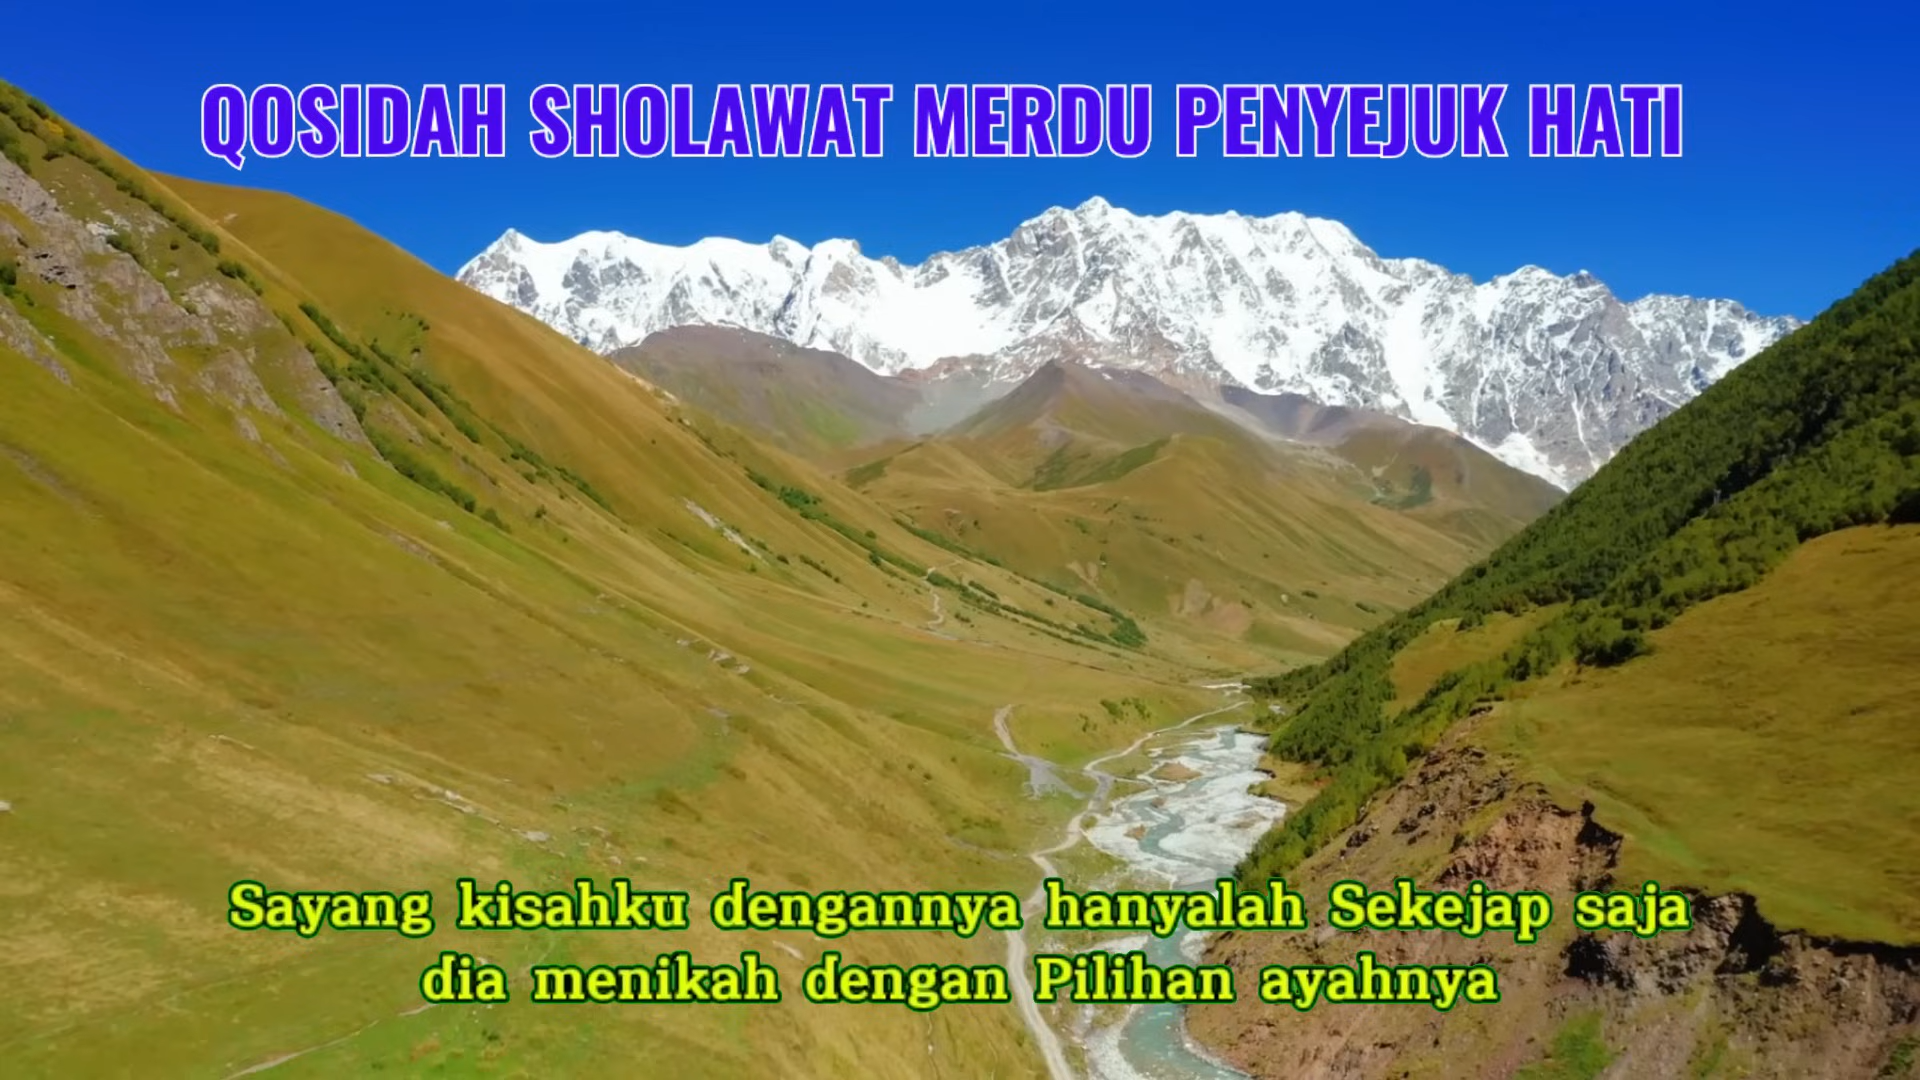 QOSIDAH SHOLAWAT MERDU PENYEJUK HATI
Sayang kisahku dengannya hanyalah Sekejap saja
dia menikah dengan Pilihan ayahnya